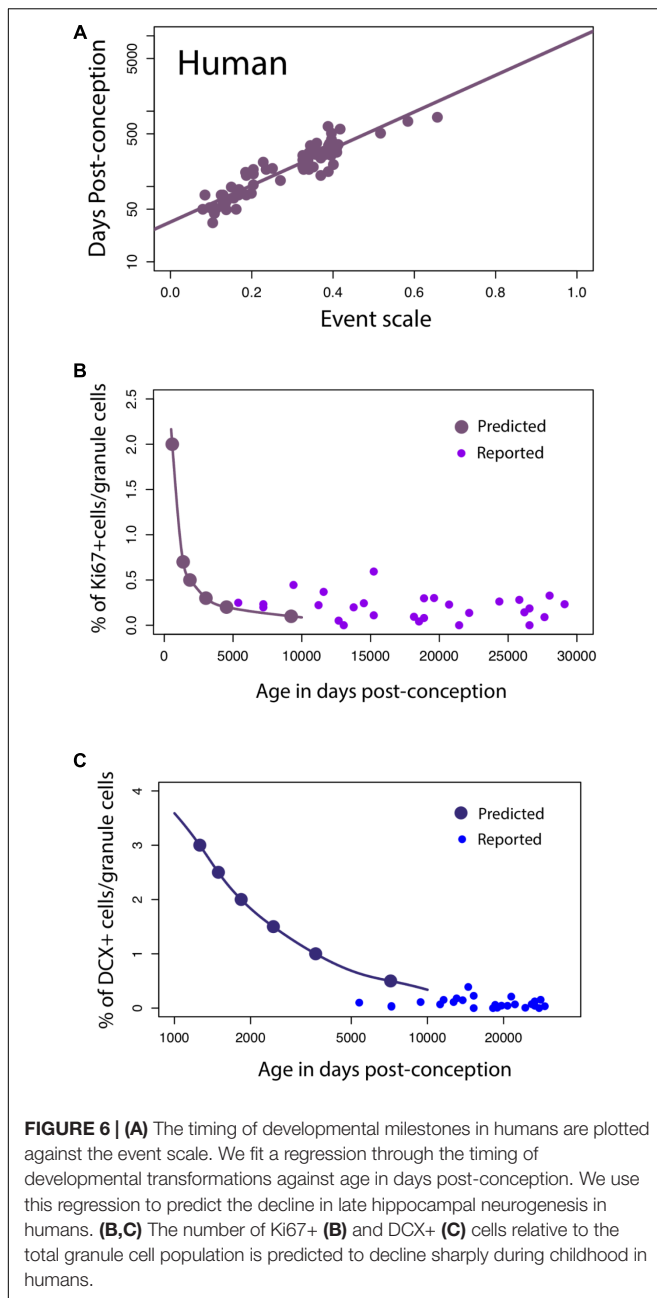 A
Human
Days Post-conception
5000
500
50
10
0.0 0.2 0.4 0.6 0.8 1.0
Event scale
B
% of Ki67+cells/granule cells
2.5
2.0
1.5
1.0
0.5
0.0
Predicted
Reported
0 5000 10000 15000 20000 25000 30000
Age in days post-conception
C
% of DCX+ cells/granule cells
4
3
2
1
0
Predicted
Reported
1000 2000 5000 10000 20000
Age in days post-conception
FIGURE 6 | (A) The timing of developmental milestones in humans are plotted
against the event scale. We fit a regression through the timing of
developmental transformations against age in days post-conception. We use
this regression to predict the decline in late hippocampal neurogenesis in
humans. (B,C) The number of Ki67+ (B) and DCX+ (C) cells relative to the
total granule cell population is predicted to decline sharply during childhood in
humans.